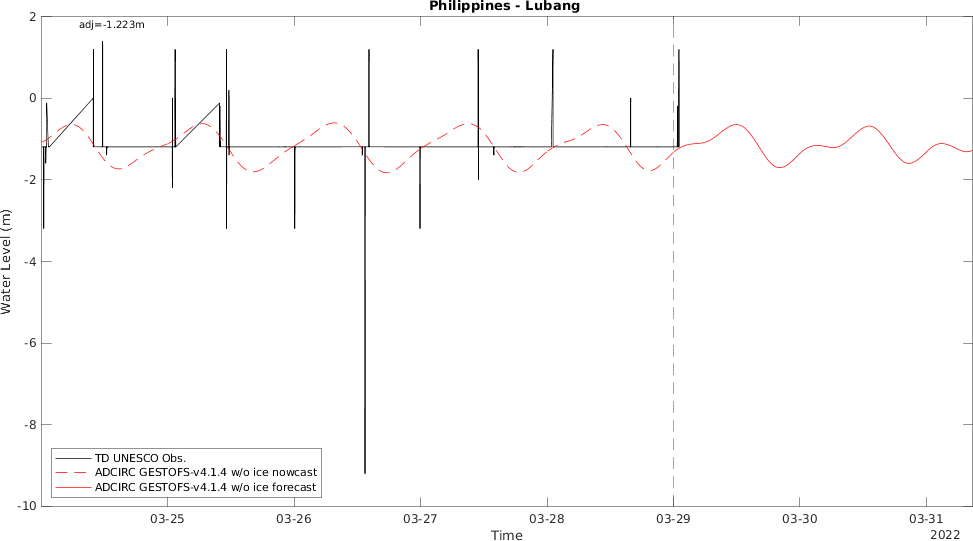 Philippines - Lubang
adj=-1.223m
2
0
-2
-4
-6
-8
-10
Water Level (m)
TD UNESCO Obs.
ADCIRC GESTOFS-v4.1.4 w/o ice nowcast
ADCIRC GESTOFS-v4.1.4 w/o ice forecast
03-25 03-26 03-27 03-28 03-29 03-30 03-31
Time
2022